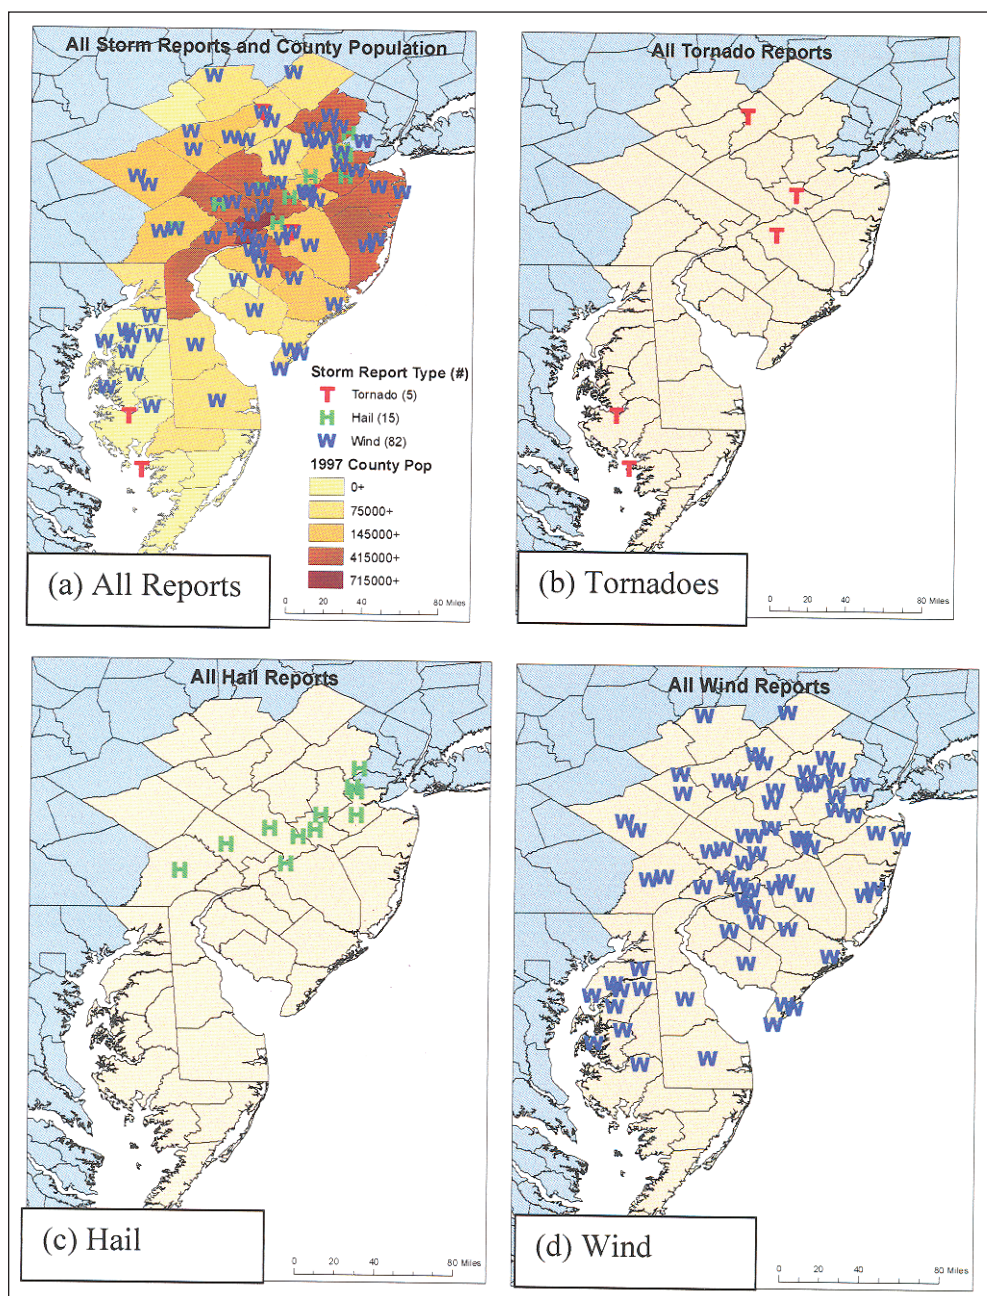 All Storm Reports and County Population
Storm Report Type (#)
T Tornado (5)
H Hail (15)
W Wind (82)
1997 County Pop
0+
75000+
145000+
415000+
715000+
0 20 40 80 Miles
(a) All Reports
All Tornado Reports
0 20 40 80 Miles
(b) Tornadoes
All Hail Reports
0 20 40 80 Miles
(c) Hail
All Wind Reports
0 20 40 80 Miles
(d) Wind